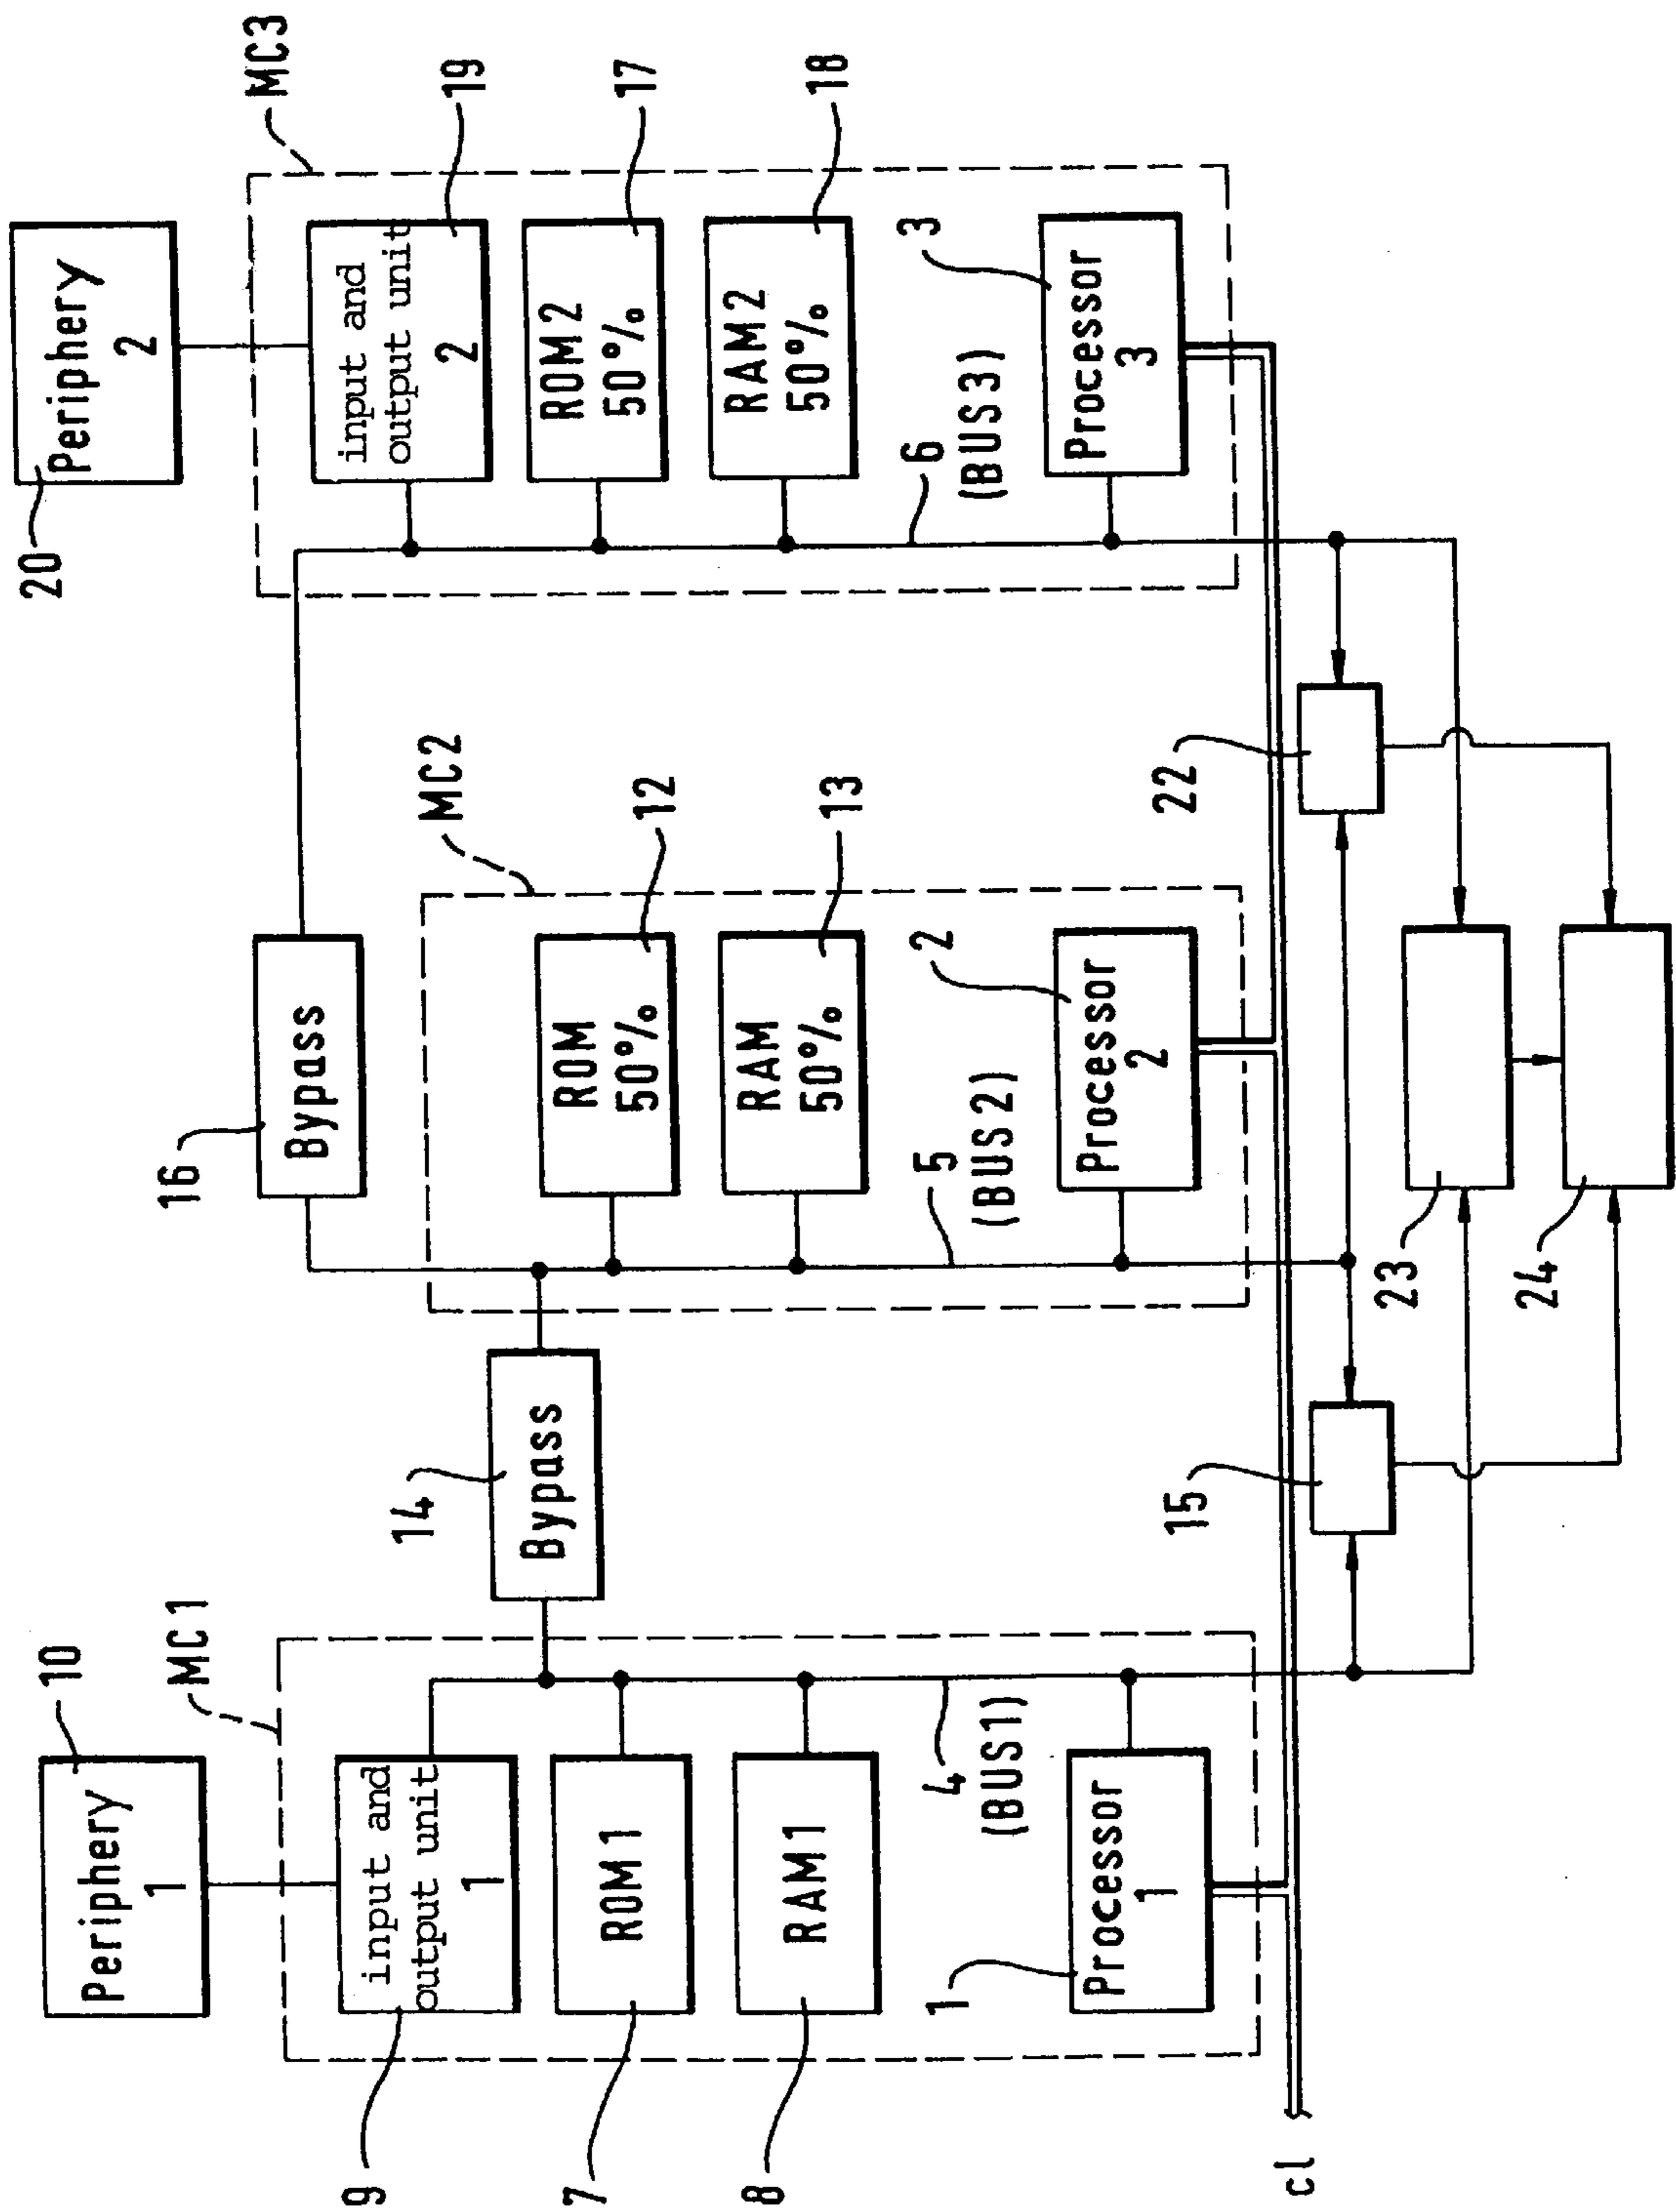 10
Periphery
1
MC1
9
input and
output unit
1
7
ROM1
8
RAM1
4
(BUS1)
1
Processor
1
cl
14
Bypass
16
Bypass
MC2
12
ROM
50%
13
RAM
50%
5
(BUS2)
2
Processor
2
20
Periphery
2
MC3
19
input and
output unit
2
17
ROM2
50%
18
RAM2
50%
6
(BUS3)
3
Processor
3
15
22
23
24